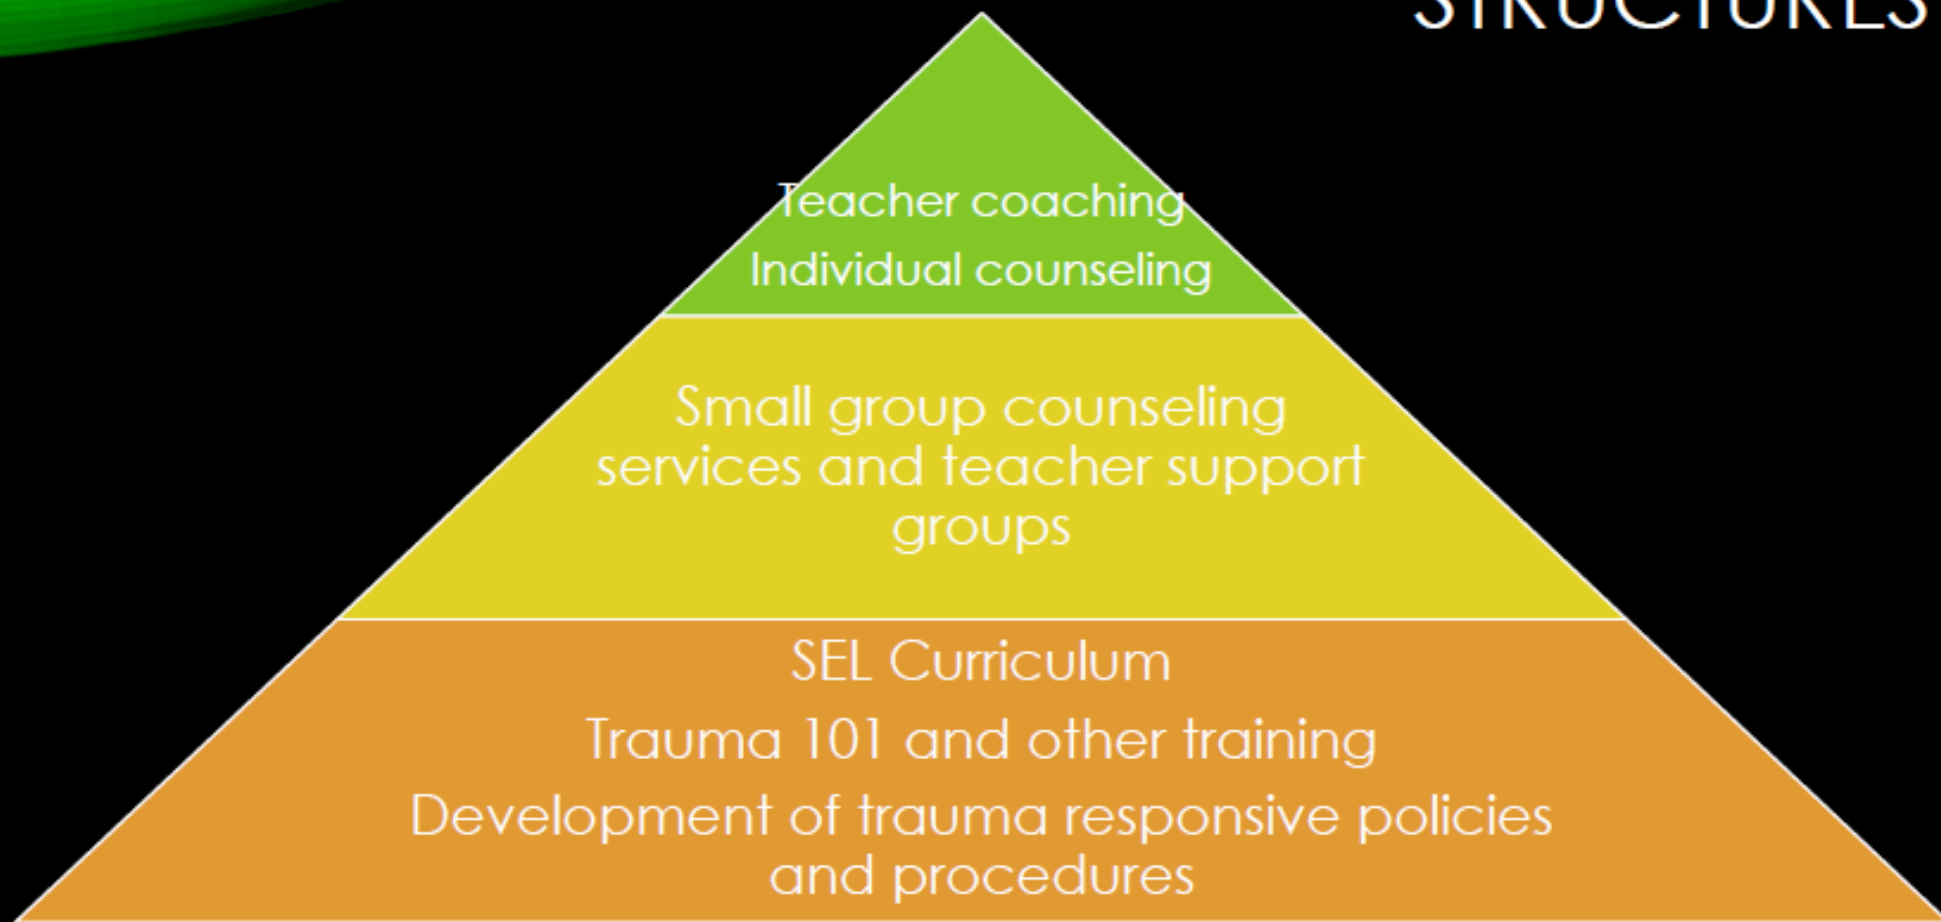 STRUCTURES
Teacher coaching
Individual counseling
Small group counseling
services and teacher support
groups
SEL Curriculum
Trauma 101 and other training
Development of trauma responsive policies
and procedures